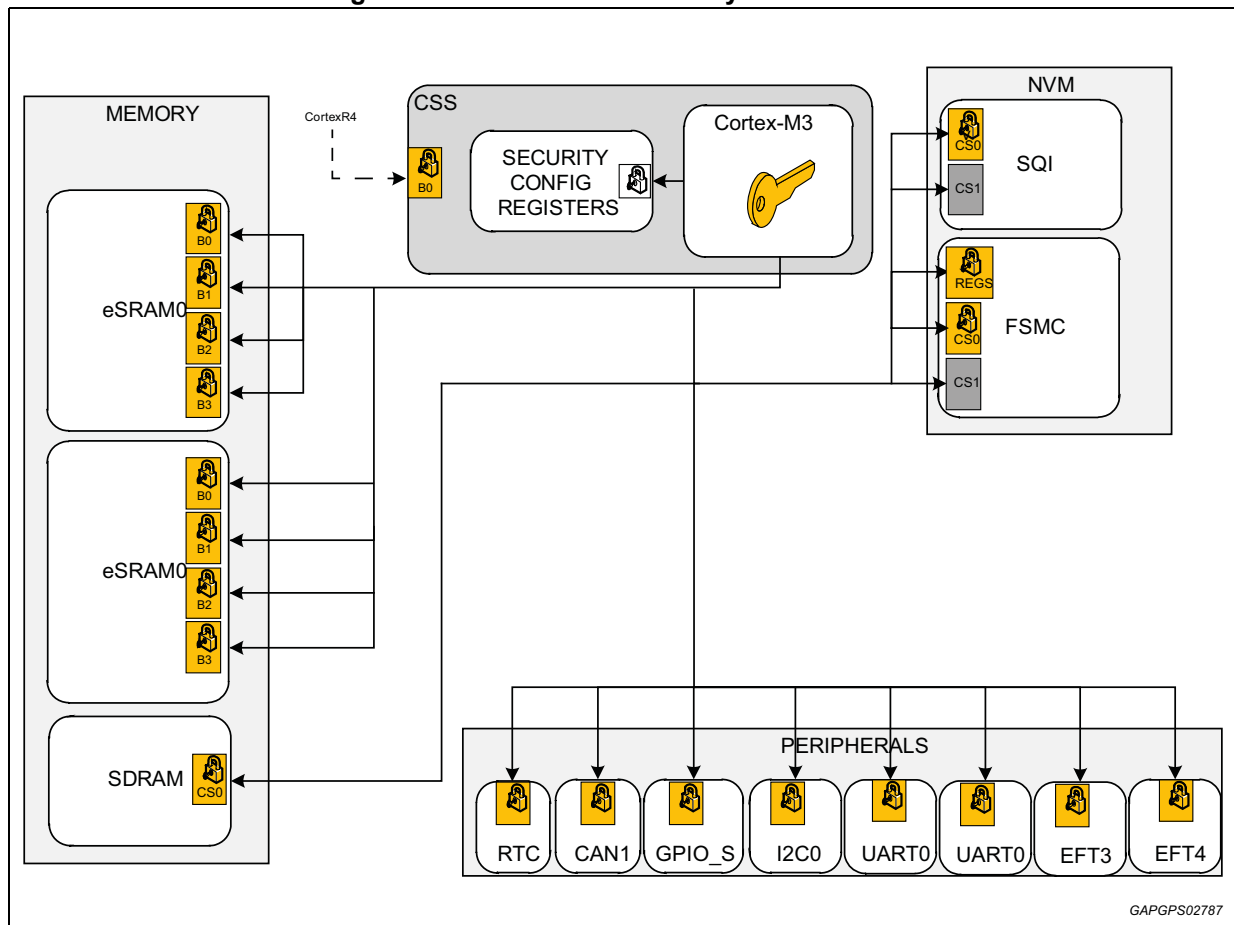 MEMORY
eSRAM0
B0
B1
B2
B3
eSRAM0
B0
B1
B2
B3
SDRAM
CS0
CortexR4
CSS
B0
SECURITY
CONFIG
REGISTERS
Cortex-M3
NVM
CS0
SQI
CS1
REGS
CS0
FSMC
CS1
PERIPHERALS
RTC
CAN1
GPIO_S
I2C0
UART0
UART0
EFT3
EFT4
GAPGPS02787